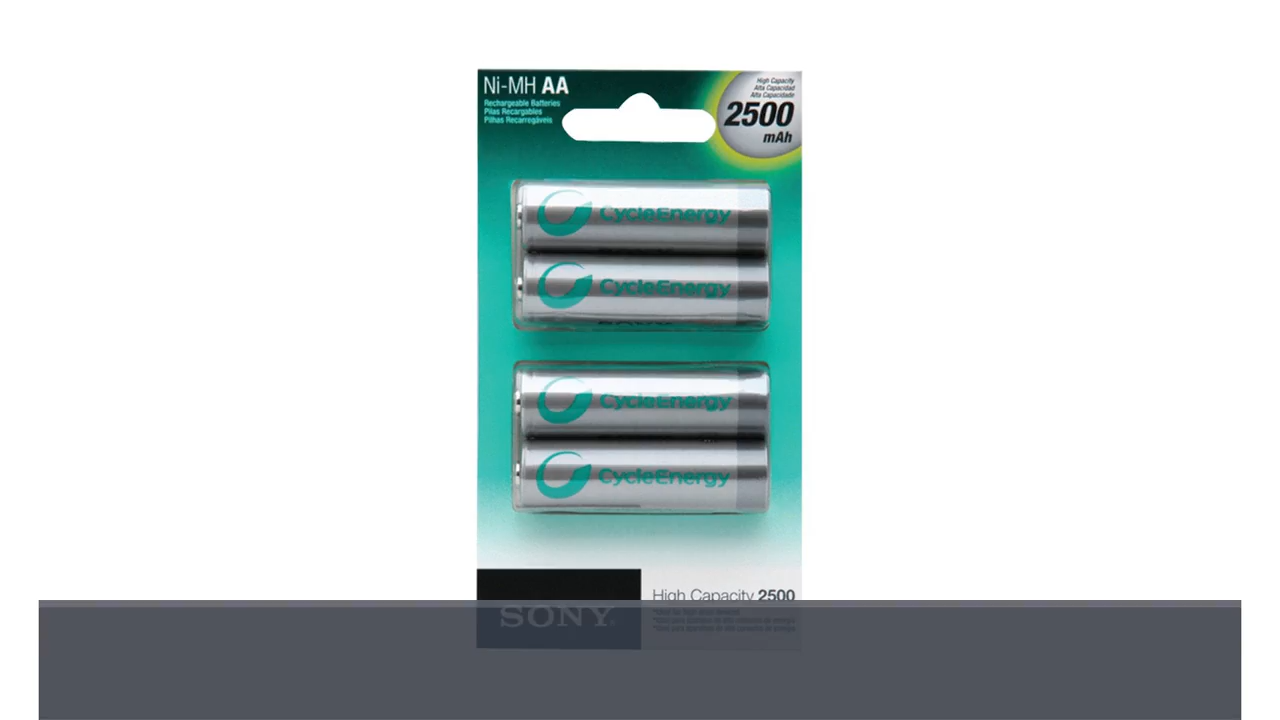 Ni-MH AA
Rechargeable Batteries
Pilas Recargables
Pilhas Recarregáveis
High Capacity
Alta Capacidad
Alta Capacidade
2500
mAh
CycleEnergy
CycleEnergy
SONY
CycleEnergy
CycleEnergy
SONY
High Capacity 2500